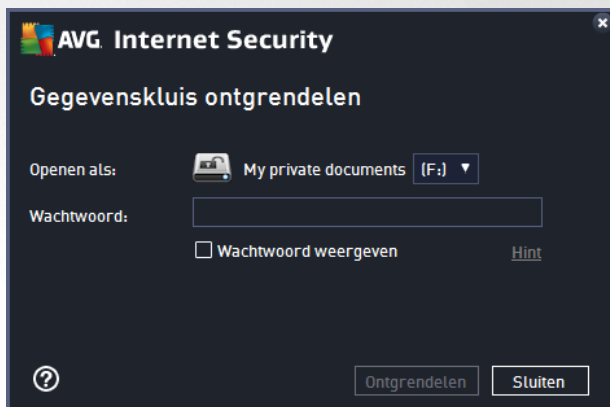 AVG Internet Security
Gegevenskluis ontgrendelen
Openen als: My private documents (F:)
Wachtwoord:
Wachtwoord weergeven Hint
? Ontgrendelen Sluiten